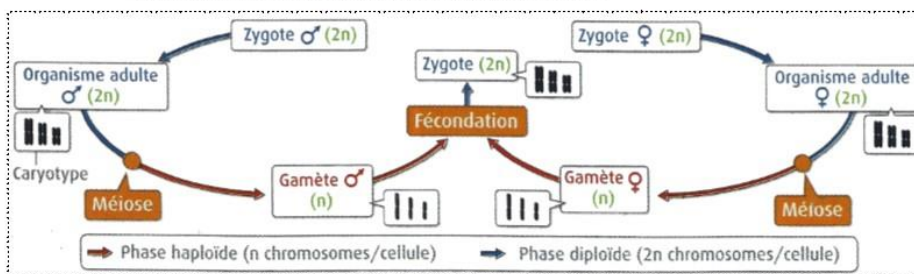 Zygote ♂ (2n)
Zygote ♀ (2n)
Organisme adulte
♂ (2n)
Zygote (2n)
Organisme adulte
♀ (2n)
Fécondation
Caryotype
Méiose
Gamète ♂
(n)
Gamète ♀
(n)
Méiose
Phase haploïde (n chromosomes/cellule)
Phase diploïde (2n chromosomes/cellule)